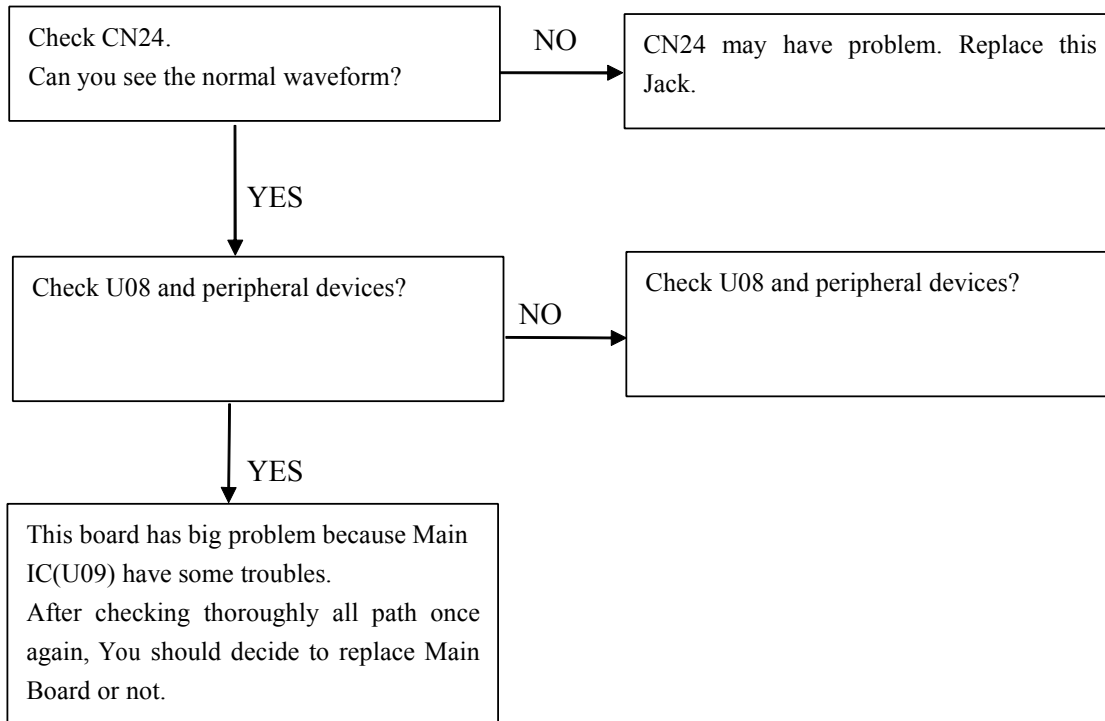 Check CN24.
Can you see the normal waveform?
NO
CN24 may have problem. Replace this
Jack.
YES
Check U08 and peripheral devices?
NO
Check U08 and peripheral devices?
YES
This board has big problem because Main
IC(U09) have some troubles.
After checking thoroughly all path once
again, You should decide to replace Main
Board or not.